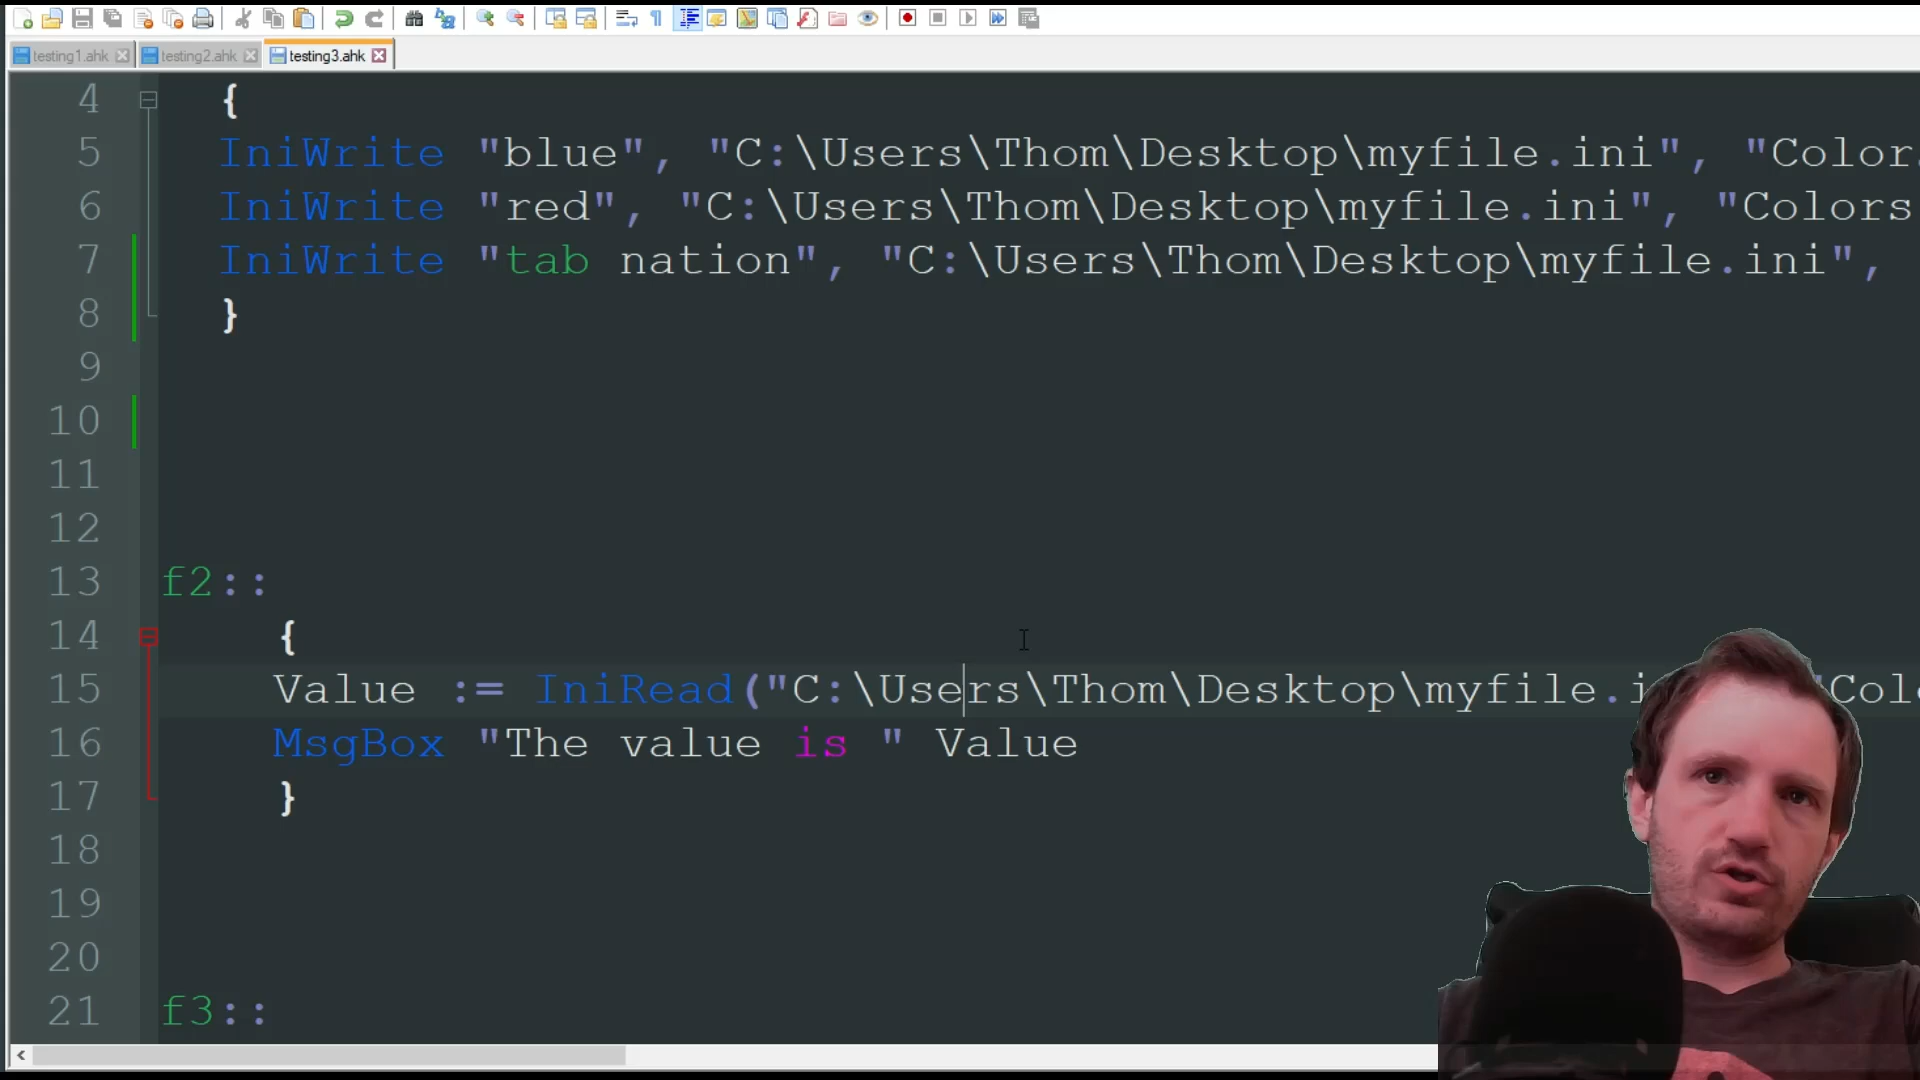 testing1.ahk testing2.ahk testing3.ahk
4 {
5 IniWrite "blue", "C:\Users\Thom\Desktop\myfile.ini", "Color
6 IniWrite "red", "C:\Users\Thom\Desktop\myfile.ini", "Colors
7 IniWrite "tab nation", "C:\Users\Thom\Desktop\myfile.ini",
8 }
9
10
11
12
13 f2::
14 {
15 Value := IniRead("C:\Users\Thom\Desktop\myfile.i "Col
16 MsgBox "The value is " Value
17 }
18
19
20
21 f3::